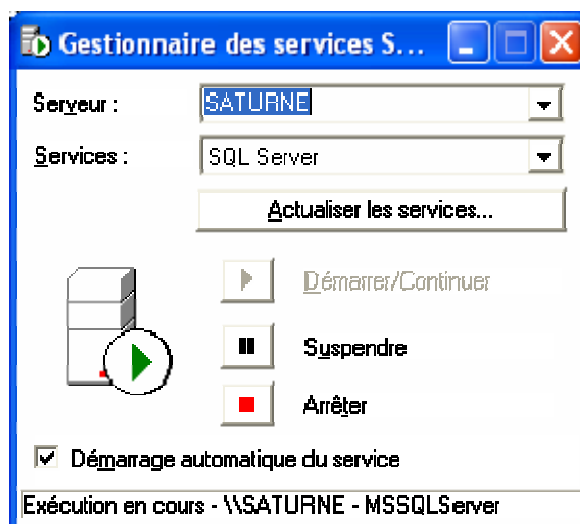 Gestionnaire des services S...
Serveur :
SATURNE
Services :
SQL Server
Actualiser les services...
Démarrer/Continuer
Suspendre
Arrêter
Démarrage automatique du service
Exécution en cours - \\SATURNE - MSSQLServer